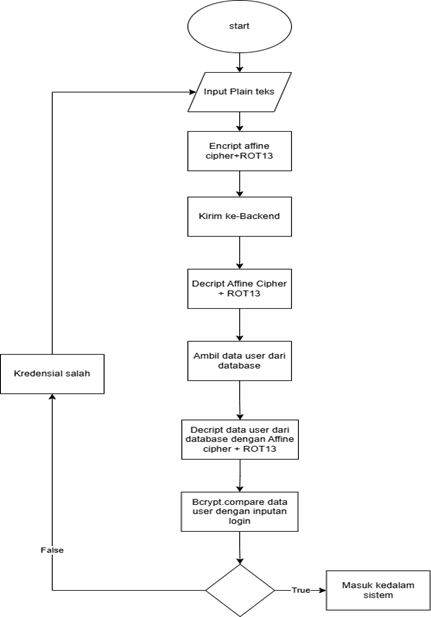 start
Input Plain teks
Encript affine
cipher+ROT13
Kirim ke-Backend
Decript Affine Cipher
+ ROT13
Ambil data user dari
database
Kredensial salah
Decript data user dari
database dengan Affine
cipher + ROT13
Bcrypt.compare data
user dengan inputan
login
False
True
Masuk kedalam
sistem